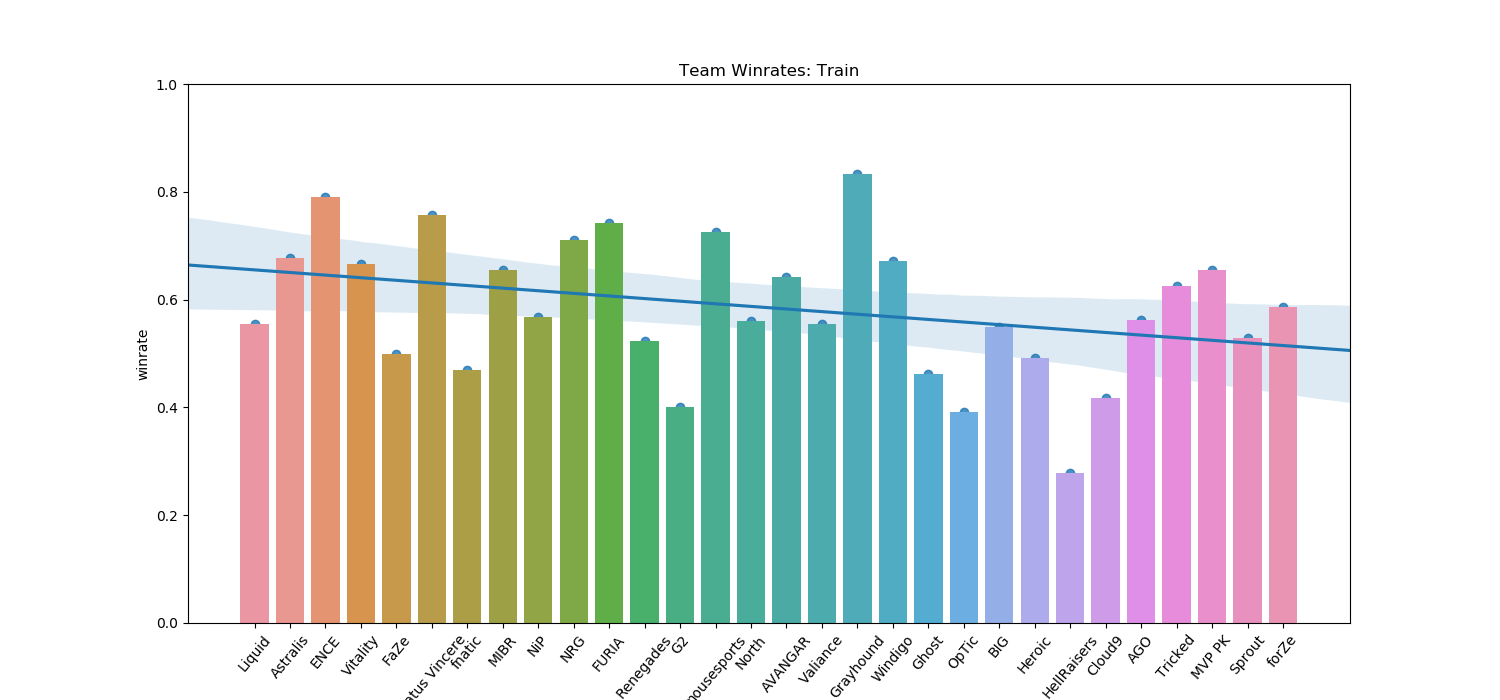 Team Winrates: Train
1.0
0.8
0.6
0.4
0.2
0.0
winrate
Liquid
Astralis
ENCE
Vitality
FaZe
Vincere
fnatic
MIBR
NiP
NRG
FURIA
Renegades
G2
North
AVANGAR
Valiance
Grayhound
Windigo
Ghost
OpTic
BIG
Heroic
HellRaisers
Cloud9
AGO
Tricked
MVP PK
Sprout
forZe